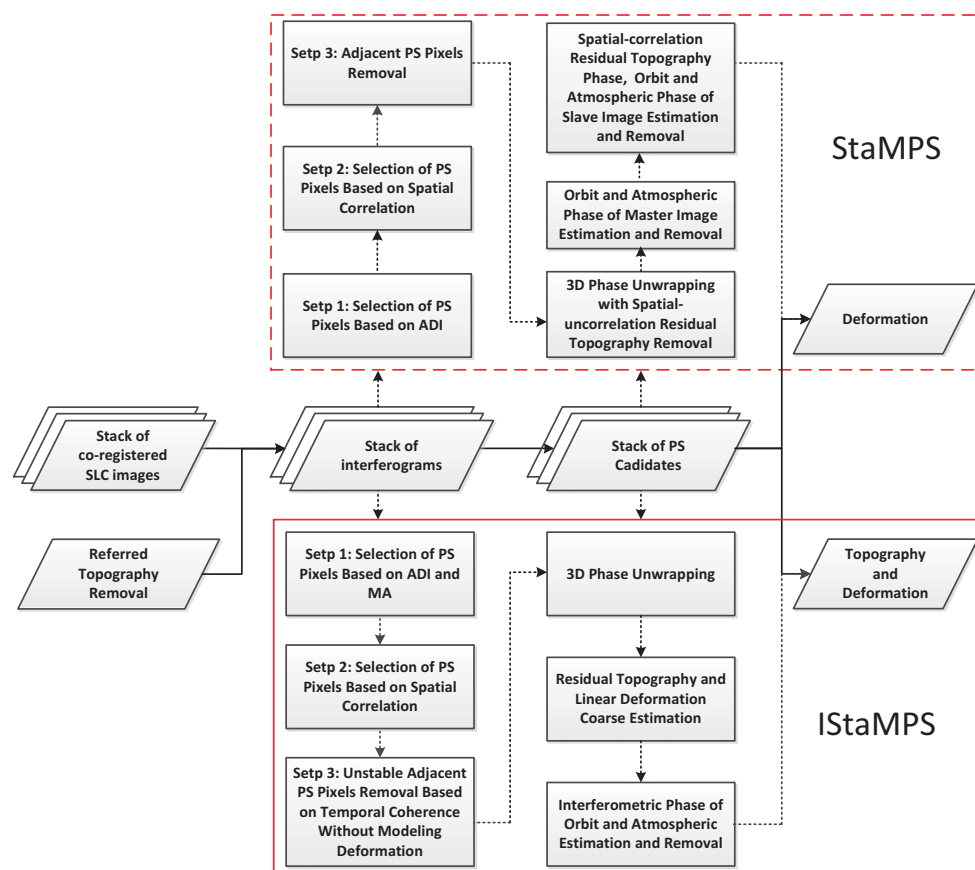 Setp 3: Adjacent PS Pixels
Removal
Setp 2: Selection of PS
Pixels Based on Spatial
Correlation
Setp 1: Selection of PS
Pixels Based on ADI
Spatial-correlation
Residual Topography
Phase, Orbit and
Atmospheric Phase of
Slave Image Estimation
and Removal
Orbit and Atmospheric
Phase of Master Image
Estimation and Removal
3D Phase Unwrapping
with Spatial-
uncorrelation Residual
Topography Removal
StaMPS
Deformation
Stack of
co-registered
SLC images
Stack of
interferograms
Stack of PS
Cadidates
Referred
Topography
Removal
Topography
and
Deformation
Setp 1: Selection of PS
Pixels Based on ADI and
MA
Setp 2: Selection of PS
Pixels Based on Spatial
Correlation
Setp 3: Unstable Adjacent
PS Pixels Removal Based
on Temporal Coherence
Without Modeling
Deformation
3D Phase Unwrapping
Residual Topography and
Linear Deformation
Coarse Estimation
Interferometric Phase of
Orbit and Atmospheric
Estimation and Removal
IStaMPS